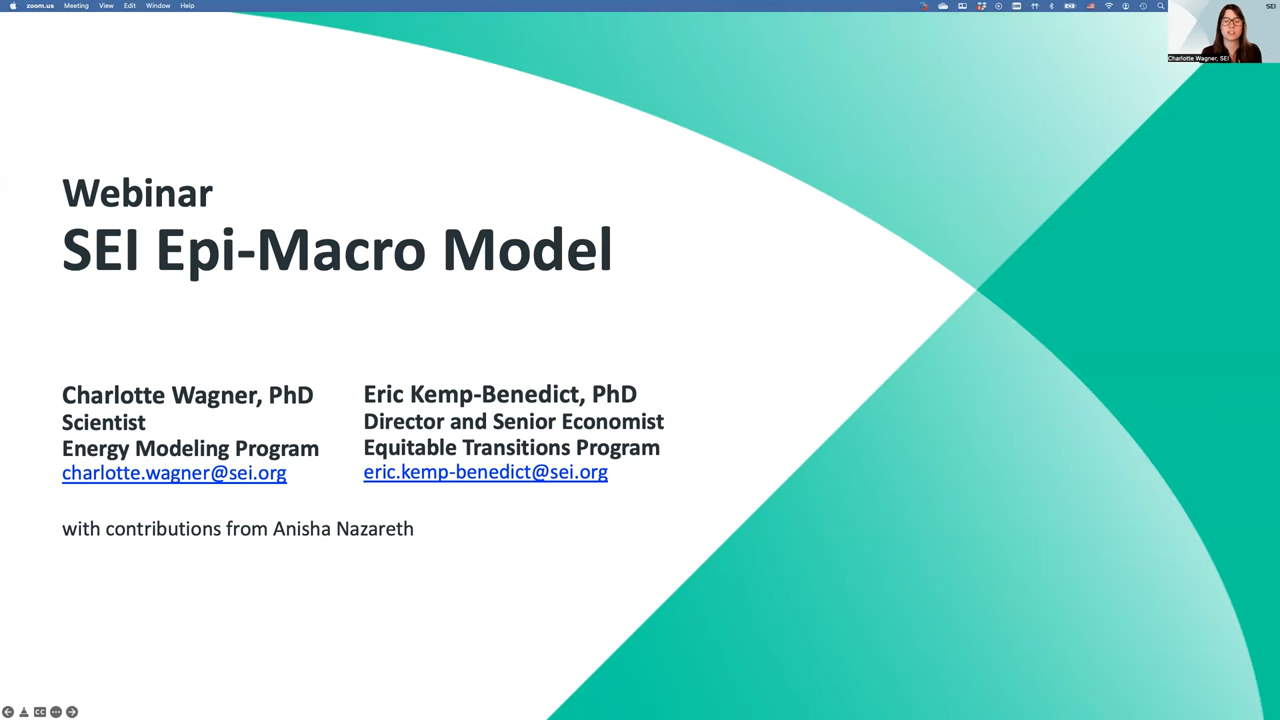 zoom.us Meeting View Edit Window Help
SEI
Charlotte Wagner, SEI
Webinar
SEI Epi-Macro Model
Charlotte Wagner, PhD
Scientist
Energy Modeling Program
charlotte.wagner@sei.org
Eric Kemp-Benedict, PhD
Director and Senior Economist
Equitable Transitions Program
eric.kemp-benedict@sei.org
with contributions from Anisha Nazareth
CC